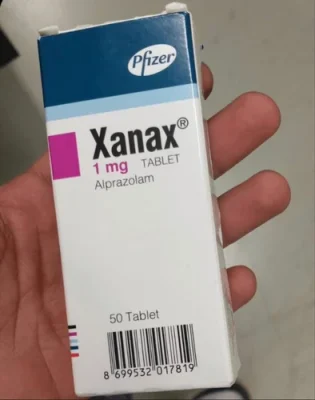 Pfizer
Xanax®
1 mg TABLET
Alprazolam
50 Tablet
8 699532 017819